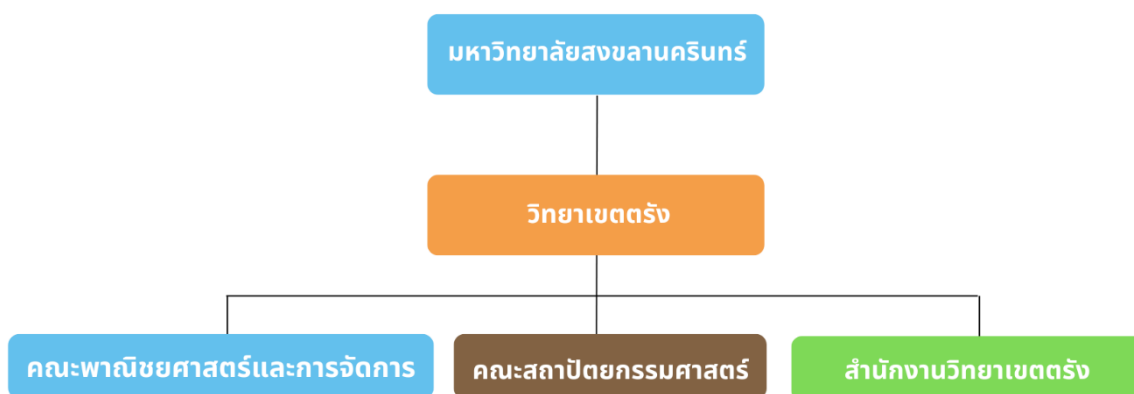 มหาวิทยาลัยสงขลานครินทร์
วิทยาเขตตรัง
คณะพาณิชยศาสตร์และการจัดการ
คณะสถาปัตยกรรมศาสตร์
สำนักงานวิทยาเขตตรัง